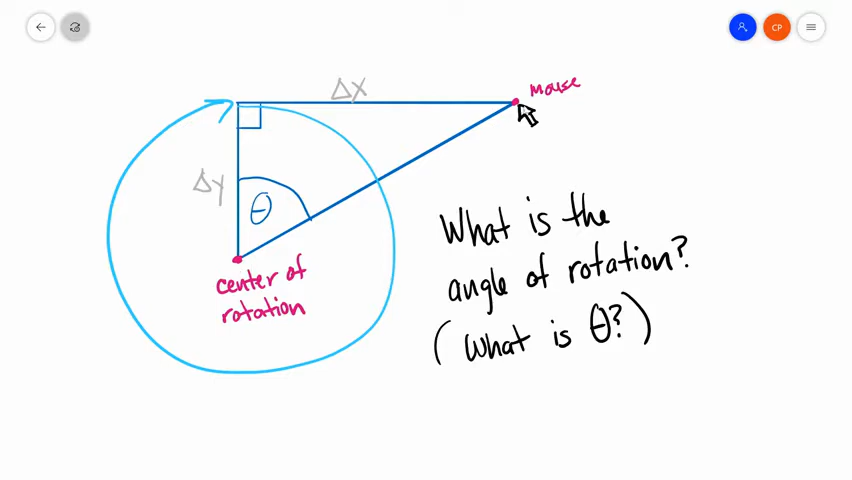 CP
Δx
mouse
Δy
θ
center of
rotation
What is the
angle of rotation?
(What is θ?)